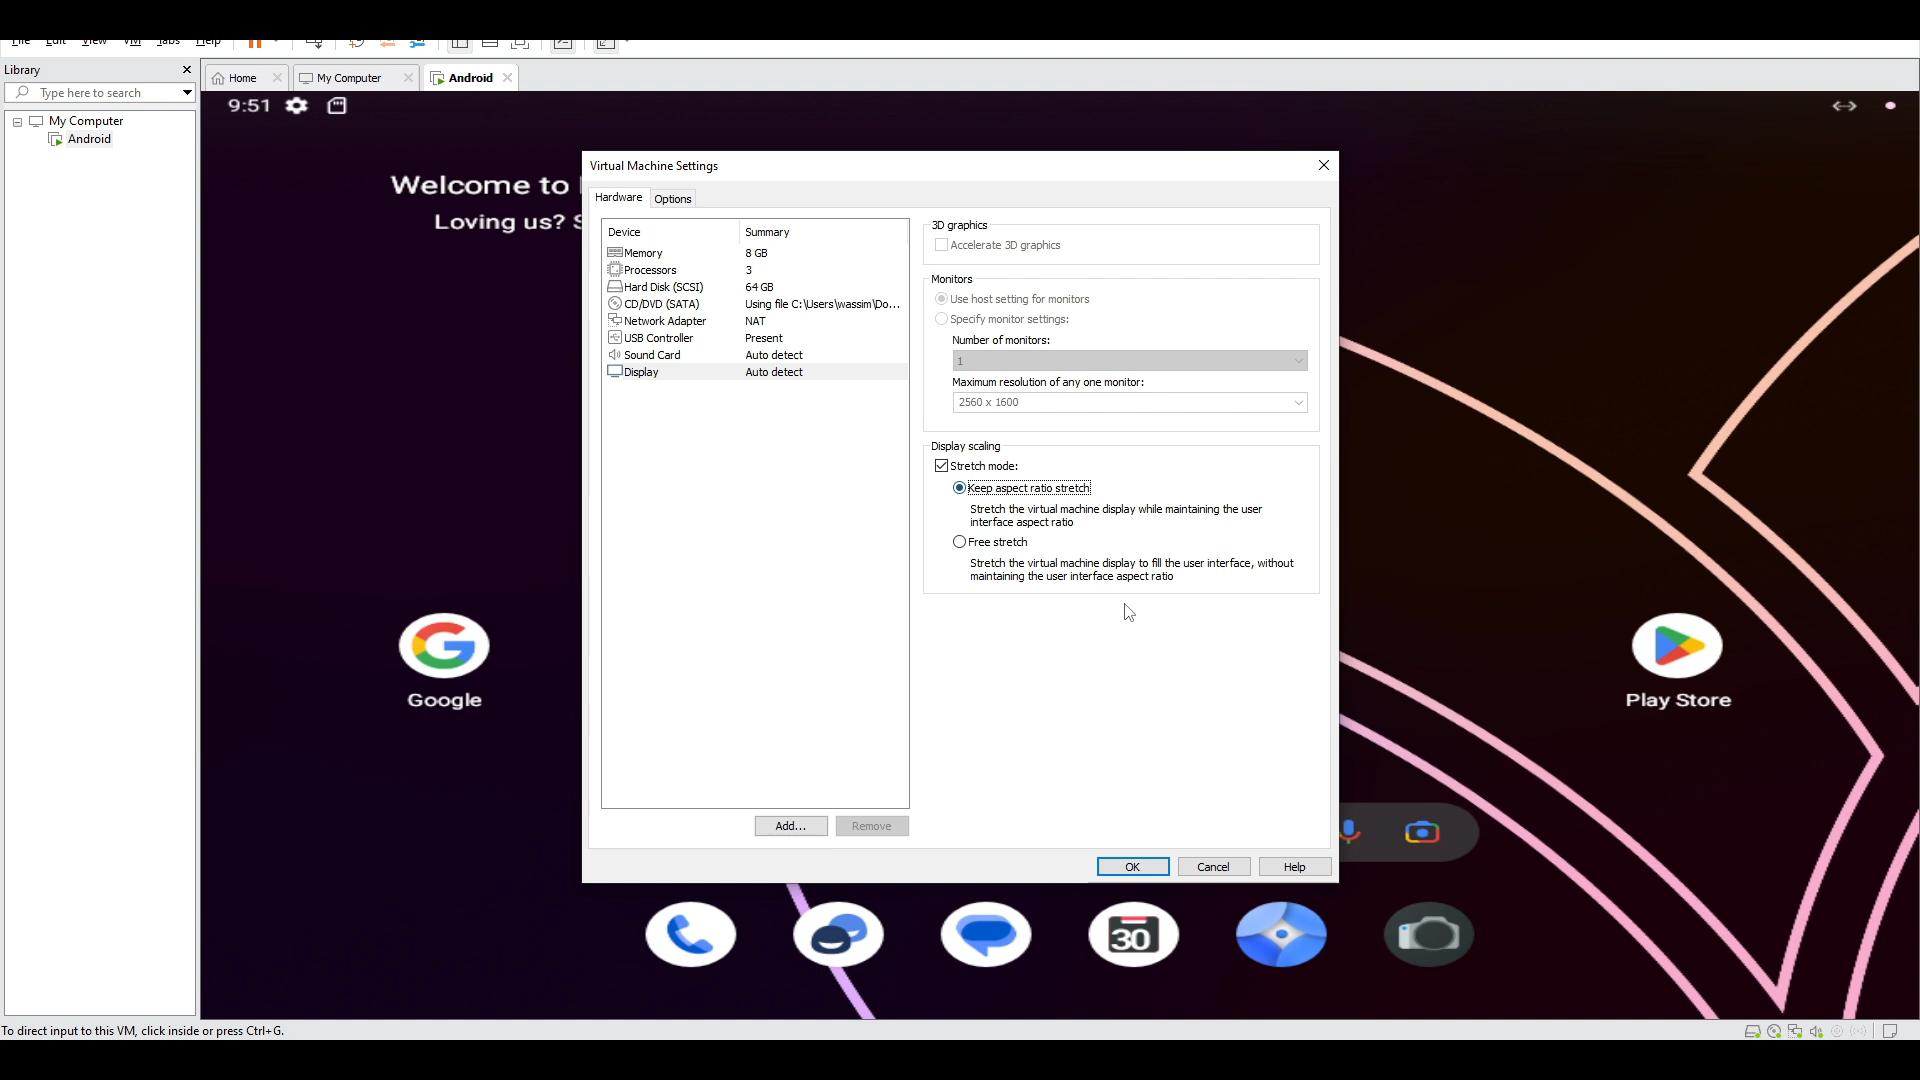 File Edit View VM Tabs Help
Library
Type here to search
My Computer
Android
Home
My Computer
Android
9:51
Welcome to
Loving us?
Google
Play Store
30
Virtual Machine Settings
Hardware
Options
Device Summary
Memory 8 GB
Processors 3
Hard Disk (SCSI) 64 GB
CD/DVD (SATA) Using file C:\Users\wassim\Do...
Network Adapter NAT
USB Controller Present
Sound Card Auto detect
Display Auto detect
Add...
Remove
3D graphics
Accelerate 3D graphics
Monitors
Use host setting for monitors
Specify monitor settings:
Number of monitors:
1
Maximum resolution of any one monitor:
2560 x 1600
Display scaling
Stretch mode:
Keep aspect ratio stretch
Stretch the virtual machine display while maintaining the user
interface aspect ratio
Free stretch
Stretch the virtual machine display to fill the user interface, without
maintaining the user interface aspect ratio
OK
Cancel
Help
To direct input to this VM, click inside or press Ctrl+G.